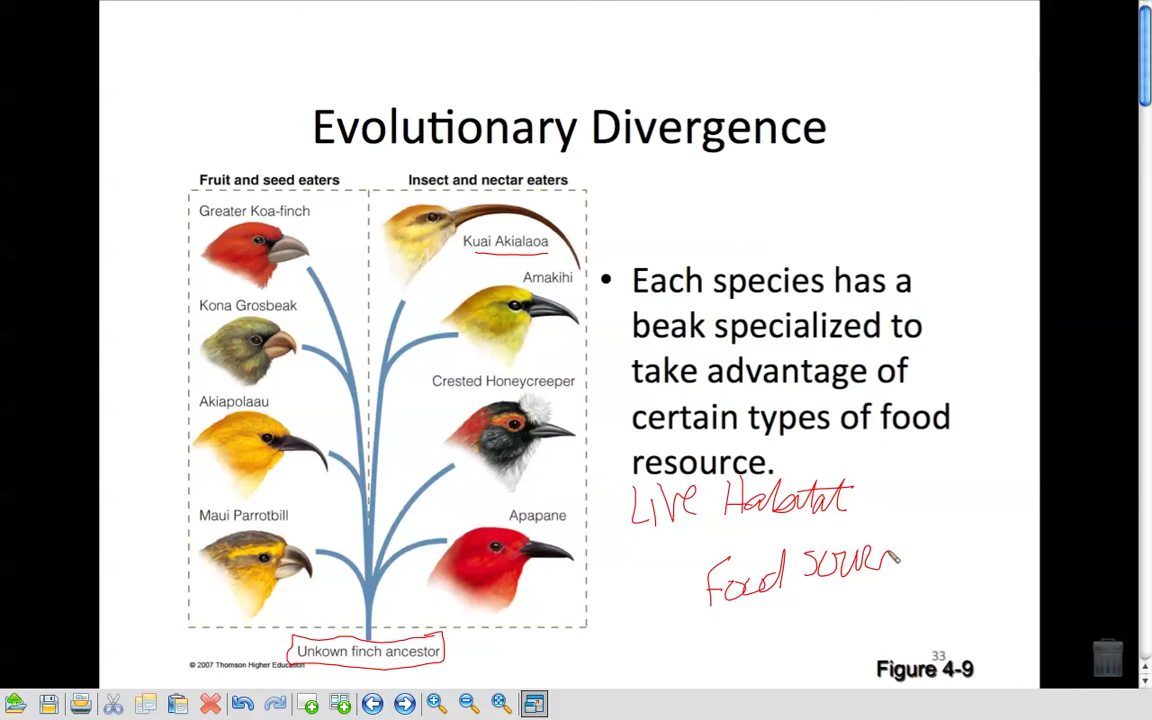 Evolutionary Divergence
Fruit and seed eaters
Insect and nectar eaters
Greater Koa-finch
Kuai Akialaoa
Amakihi
Kona Grosbeak
Crested Honeycreeper
Akiapolaau
Maui Parrotbill
Apapane
Unkown finch ancestor
© 2007 Thomson Higher Education
• Each species has a
beak specialized to
take advantage of
certain types of food
resource.
Live Habitat
Food
33
Figure 4-9